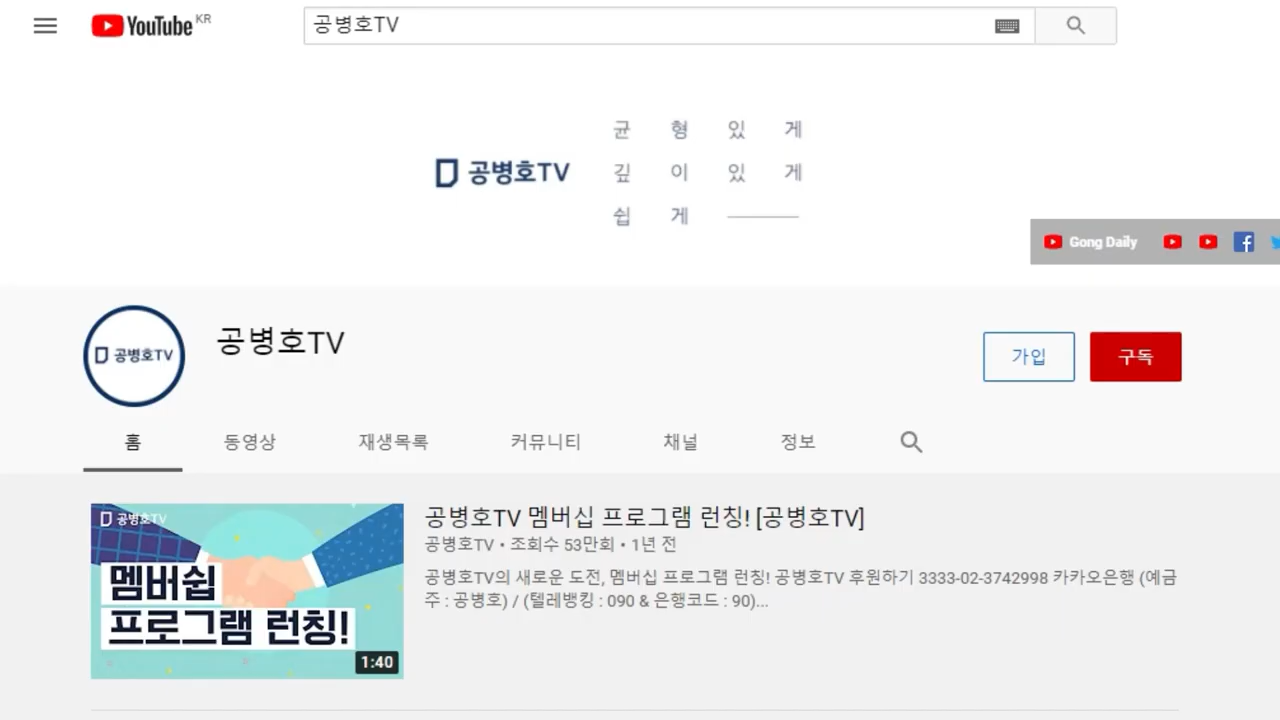 YouTube KR
공병호TV
균 형 있 게
공병호TV
깊 이 있 게
쉽 게
Gong Daily
공병호TV
공병호TV
가입
구독
홈
동영상
재생목록
커뮤니티
채널
정보
공병호TV
멤버쉽
프로그램 런칭!
1:40
공병호TV 멤버십 프로그램 런칭! [공병호TV]
공병호TV • 조회수 53만회 • 1년 전
공병호TV의 새로운 도전, 멤버십 프로그램 런칭! 공병호TV 후원하기 3333-02-3742998 카카오은행 (예금
주 : 공병호) / (텔레뱅킹 : 090 & 은행코드 : 90)...